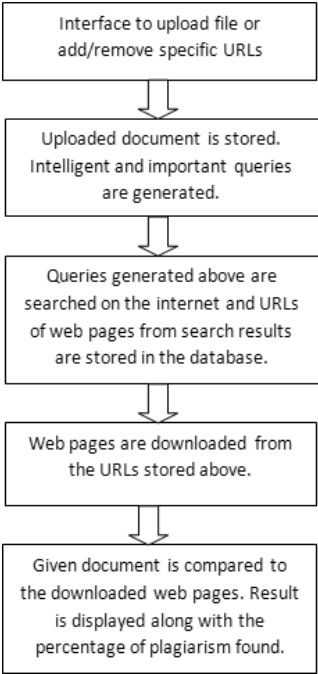 Interface to upload file or
add/remove specific URLs
Uploaded document is stored.
Intelligent and important queries
are generated.
Queries generated above are
searched on the internet and URLs
of web pages from search results
are stored in the database.
Web pages are downloaded from
the URLs stored above.
Given document is compared to
the downloaded web pages. Result
is displayed along with the
percentage of plagiarism found.